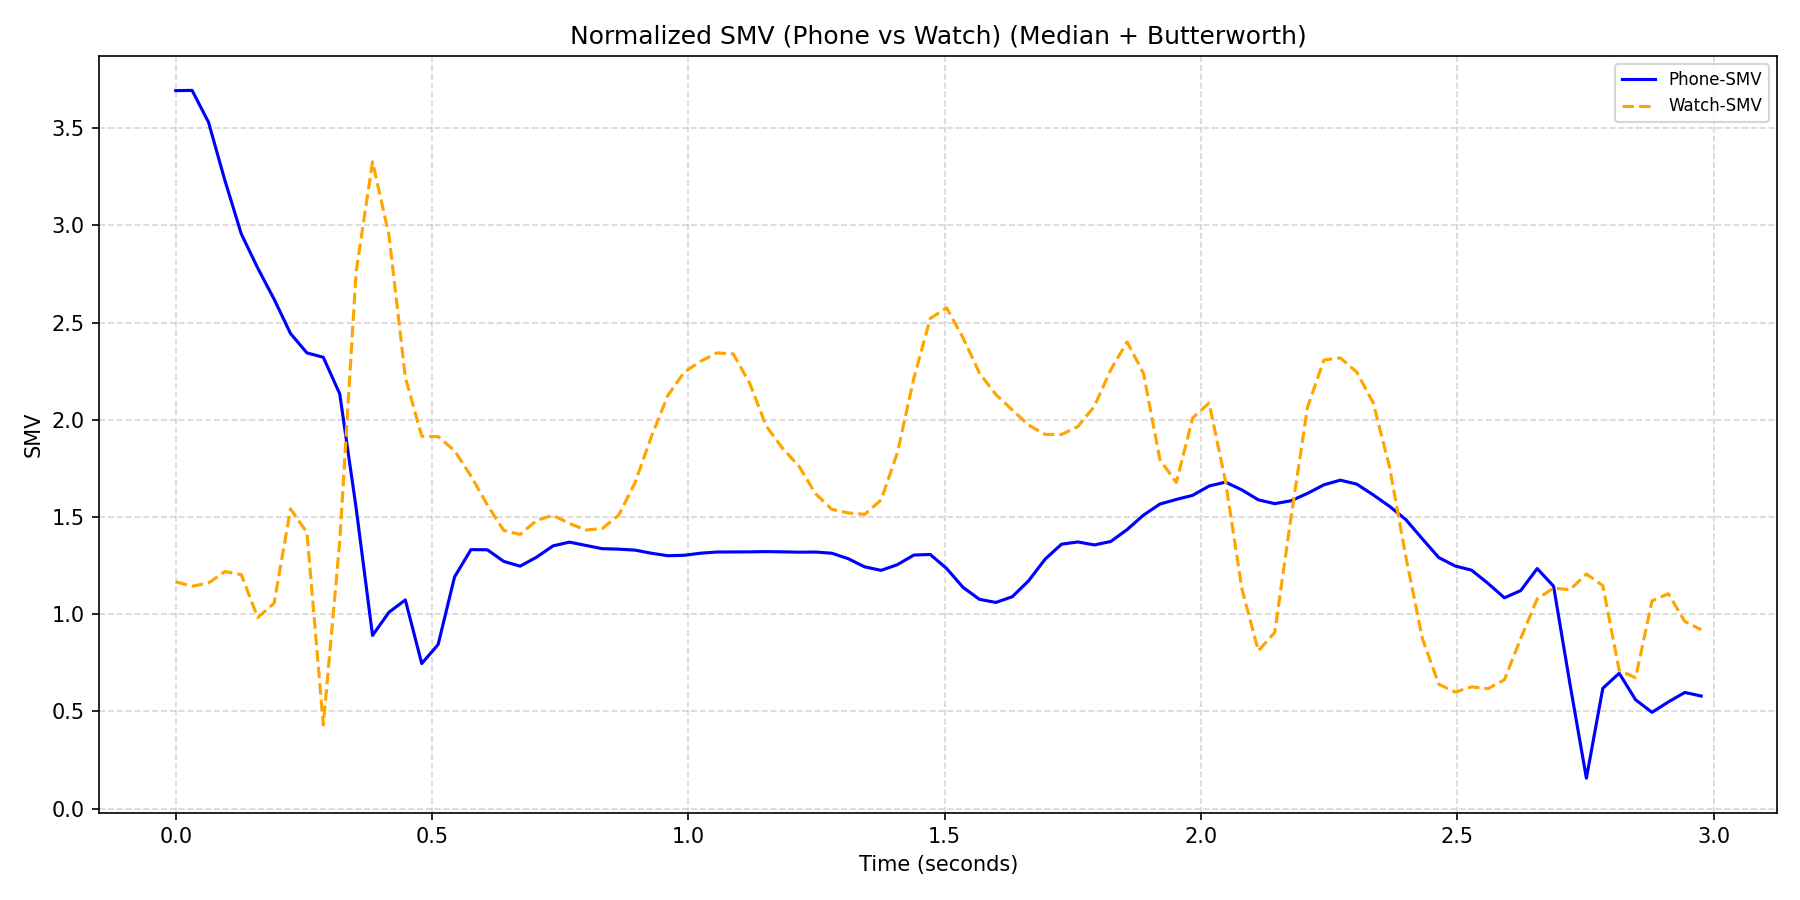 Normalized SMV (Phone vs Watch) (Median + Butterworth)
Phone-SMV
Watch-SMV
SMV
3.5
3.0
2.5
2.0
1.5
1.0
0.5
0.0
0.0 0.5 1.0 1.5 2.0 2.5 3.0
Time (seconds)